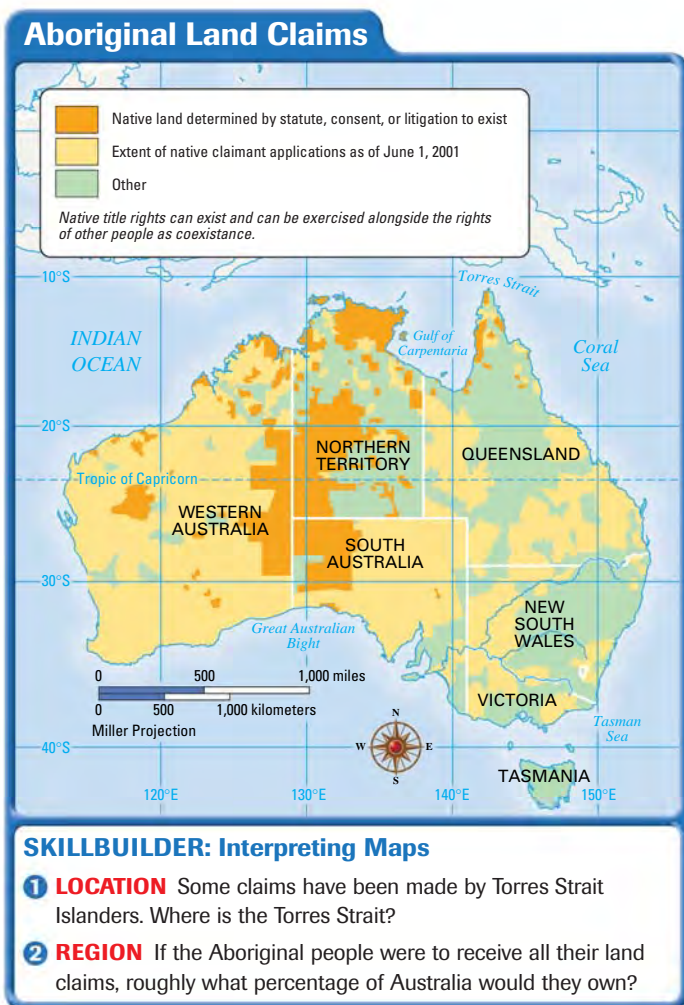 Aboriginal Land Claims
Native land determined by statute, consent, or litigation to exist
Extent of native claimant applications as of June 1, 2001
Other
Native title rights can exist and can be exercised alongside the rights
of other people as coexistance.
10°S
Torres Strait
INDIAN
OCEAN
Gulf of
Carpentaria
Coral
Sea
20°S
NORTHERN
TERRITORY
QUEENSLAND
Tropic of Capricorn
WESTERN
AUSTRALIA
SOUTH
AUSTRALIA
30°S
NEW
SOUTH
WALES
Great Australian
Bight
0 500 1,000 miles
0 500 1,000 kilometers
Miller Projection
VICTORIA
N
W E
S
Tasman
Sea
40°S
TASMANIA
120°E 130°E 140°E 150°E
SKILLBUILDER: Interpreting Maps
1 LOCATION Some claims have been made by Torres Strait
Islanders. Where is the Torres Strait?
2 REGION If the Aboriginal people were to receive all their land
claims, roughly what percentage of Australia would they own?